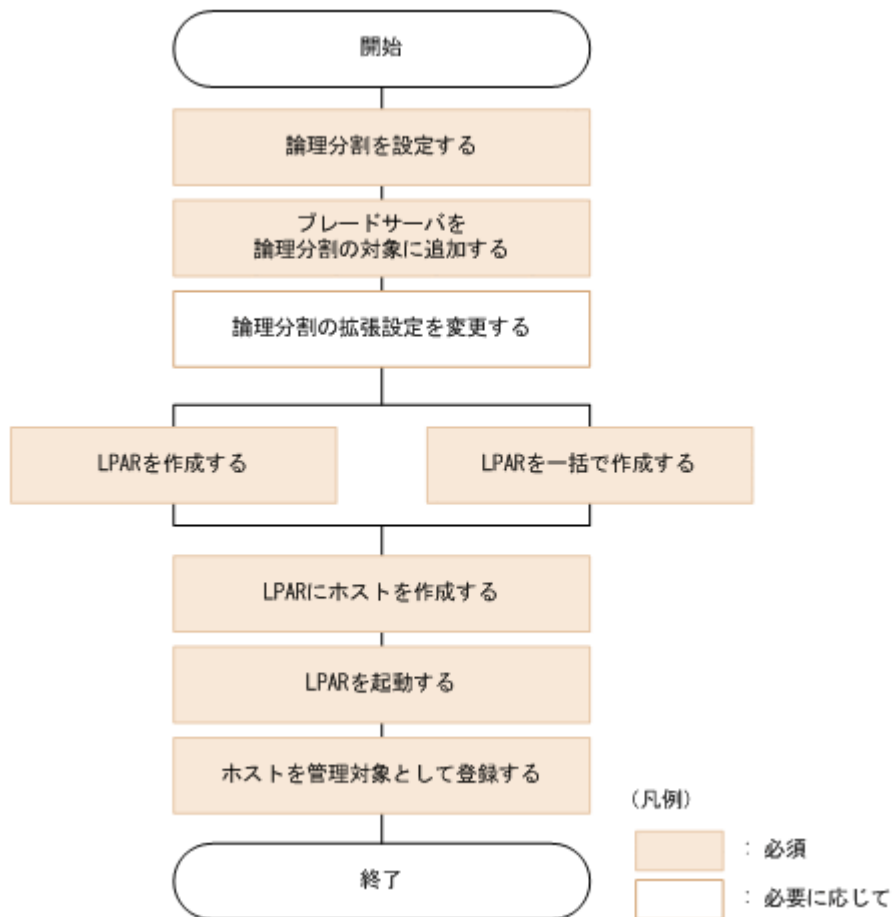 開始
論理分割を設定する
ブレードサーバを
論理分割の対象に追加する
論理分割の拡張設定を変更する
LPARを作成する
LPARを一括で作成する
LPARにホストを作成する
LPARを起動する
ホストを管理対象として登録する
終了
(凡例)
: 必須
: 必要に応じて